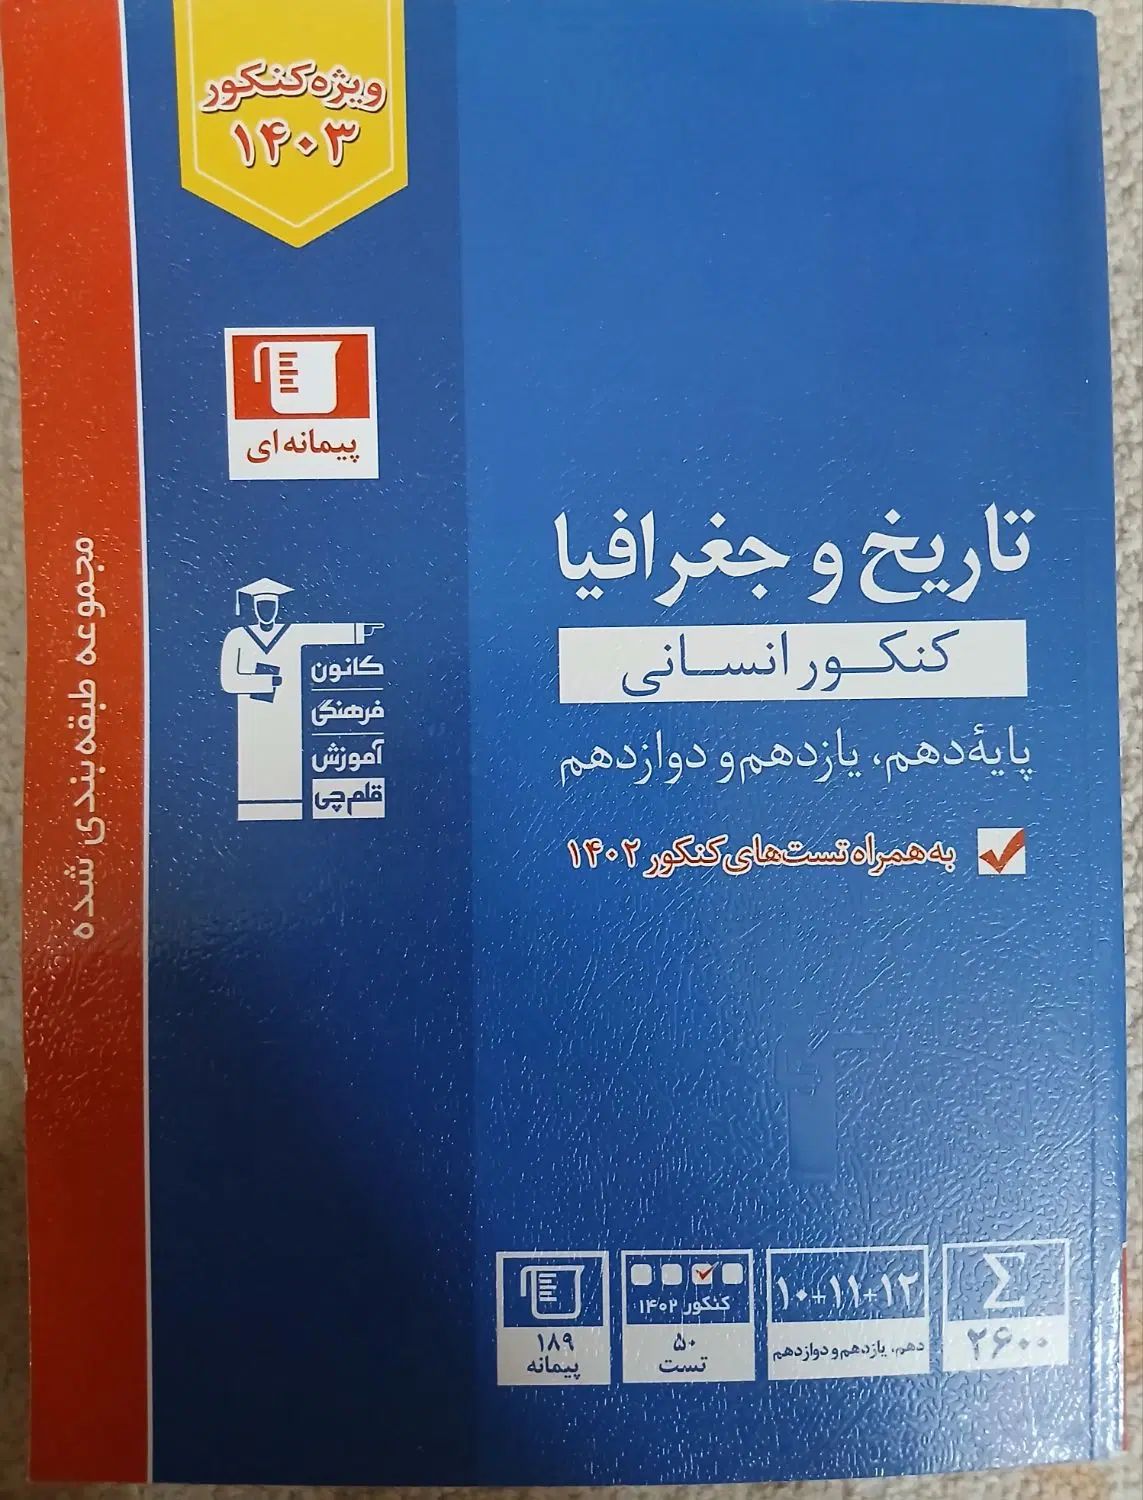 ویژه کنکور
۱۴۰۳
پیمانه‌ای
مجموعه طبقه‌بندی شده
کانون
فرهنگی
آموزش
قلم‌چی
تاریخ و جغرافیا
کنکور انسانی
پایهٔ دهم، یازدهم و دوازدهم
به همراه تست‌های کنکور ۱۴۰۲
Σ
۲۶۰۰
۱۰+۱۱+۱۲
دهم، یازدهم و دوازدهم
کنکور ۱۴۰۲
۵۰
تست
۱۸۹
پیمانه